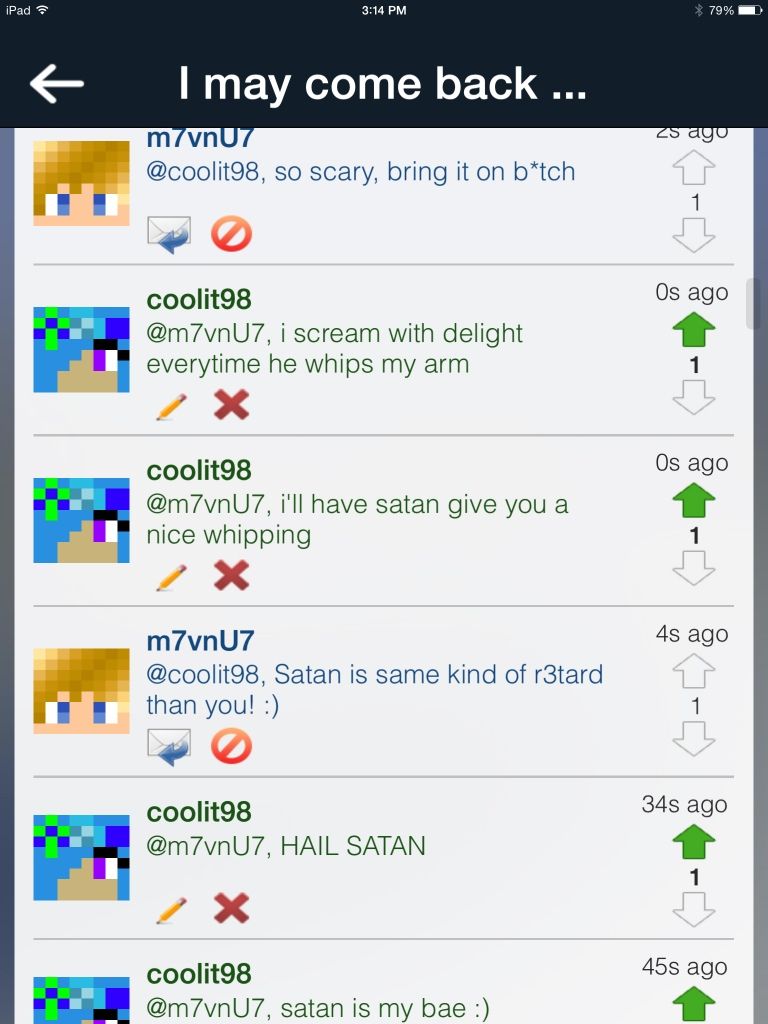 iPad 3:14 PM 79%
I may come back ...
m7vnU7 2s ago
@coolit98, so scary, bring it on b*tch
1
coolit98 0s ago
@m7vnU7, i scream with delight
everytime he whips my arm
1
coolit98 0s ago
@m7vnU7, i'll have satan give you a
nice whipping
1
m7vnU7 4s ago
@coolit98, Satan is same kind of r3tard
than you! :)
1
coolit98 34s ago
@m7vnU7, HAIL SATAN
1
coolit98 45s ago
@m7vnU7, satan is my bae :)